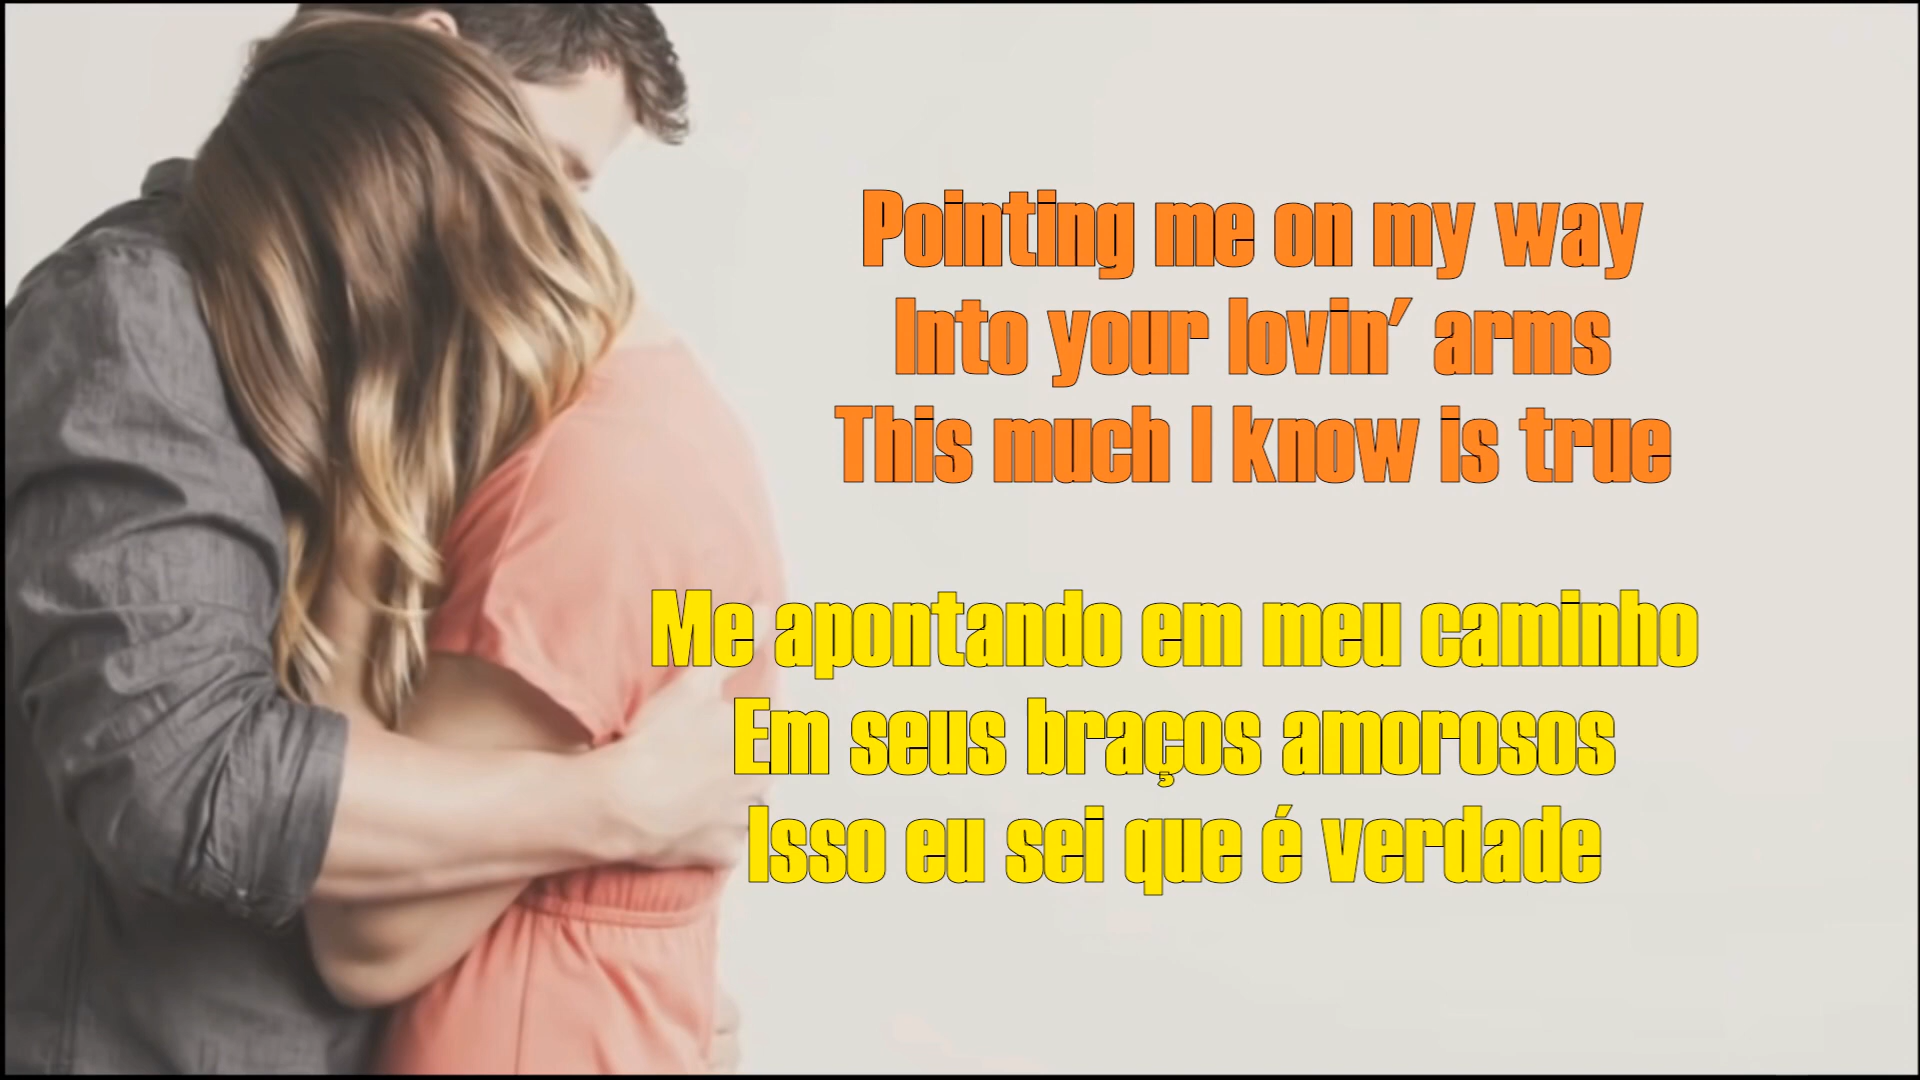 Pointing me on my way
Into your lovin' arms
This much I know is true
Me apontando em meu caminho
Em seus braços amorosos
Isso eu sei que é verdade